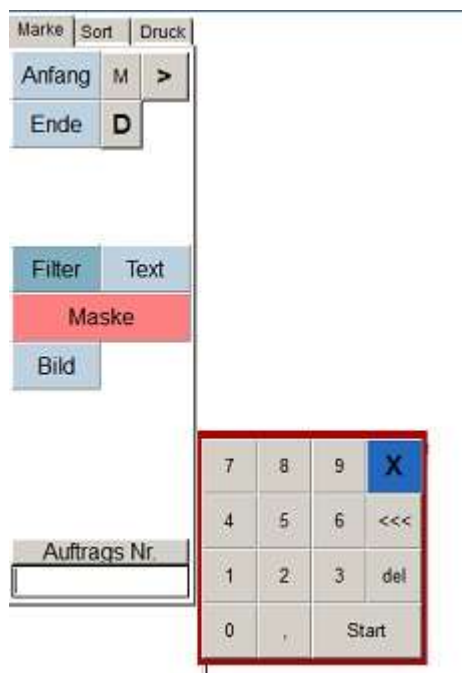 Marke Sort Druck
Anfang M >
Ende D
Filter Text
Maske
Bild
7 8 9 X
4 5 6 <<<
Auftrags Nr.
1 2 3 del
0 , Start